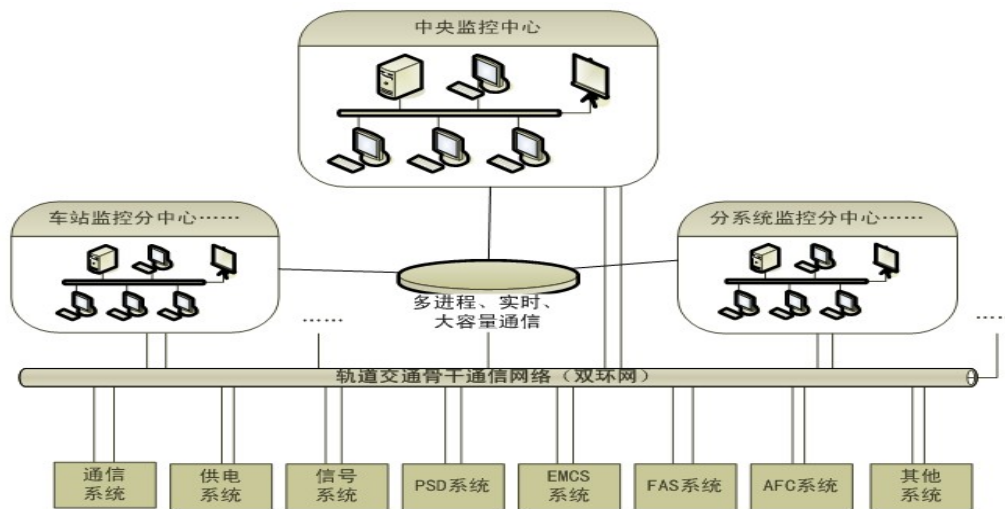 中央监控中心
车站监控分中心……
分系统监控分中心……
多进程、实时、
大容量通信
……
……
轨道交通骨干通信网络（双环网）
通信
系统
供电
系统
信号
系统
PSD系统
EMCS
系统
FAS系统
AFC系统
其他
系统